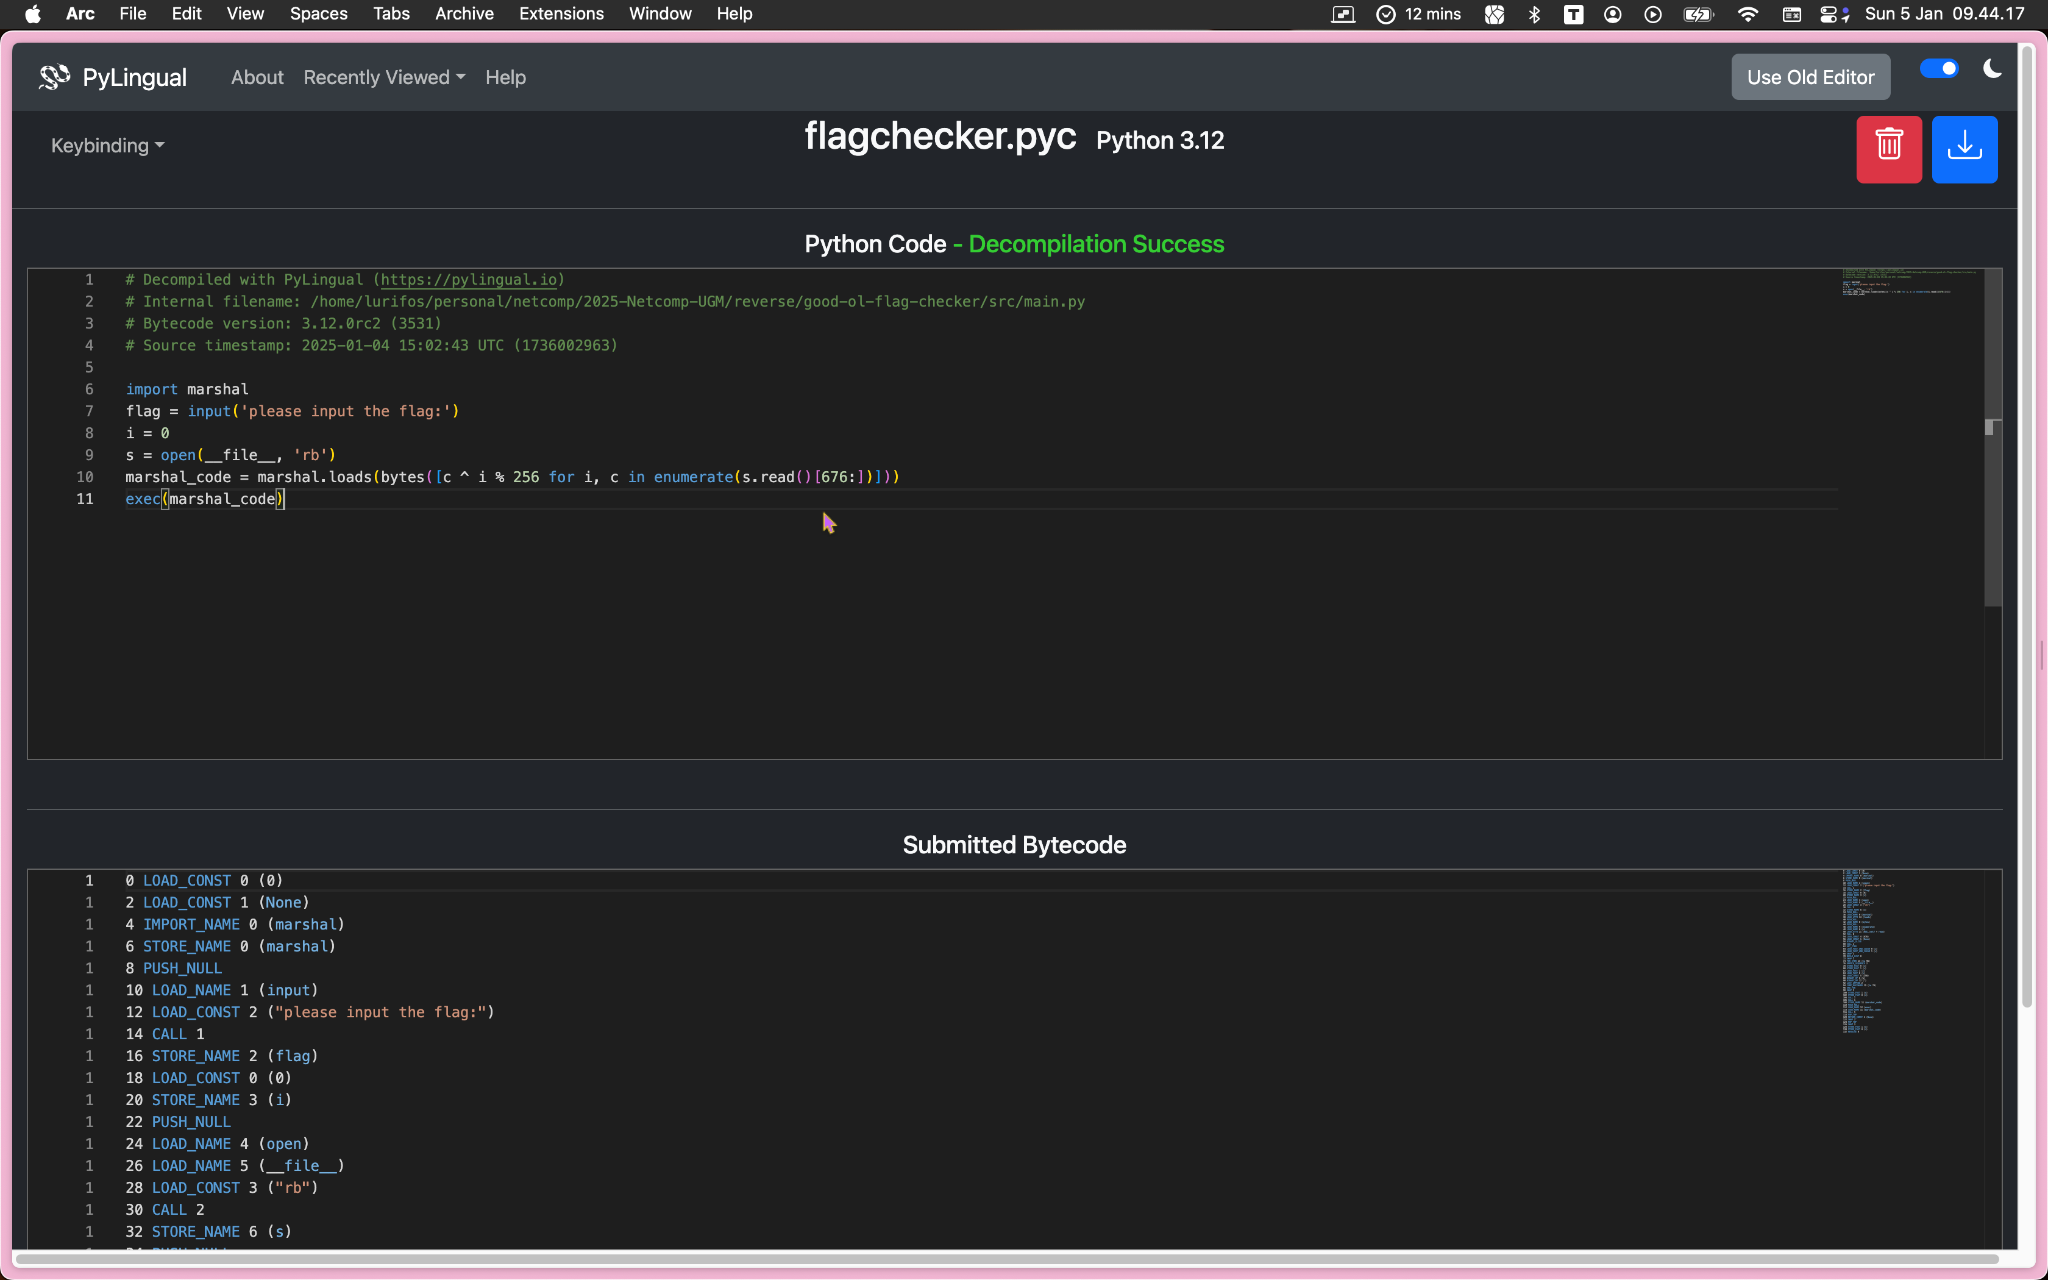 Arc File Edit View Spaces Tabs Archive Extensions Window Help 12 mins Sun 5 Jan 09.44.17
PyLingual About Recently Viewed Help Use Old Editor
Keybinding
flagchecker.pyc Python 3.12
Python Code - Decompilation Success
1 # Decompiled with PyLingual (https://pylingual.io)
2 # Internal filename: /home/lurifos/personal/netcomp/2025-Netcomp-UGM/reverse/good-ol-flag-checker/src/main.py
3 # Bytecode version: 3.12.0rc2 (3531)
4 # Source timestamp: 2025-01-04 15:02:43 UTC (1736002963)
5
6 import marshal
7 flag = input('please input the flag:')
8 i = 0
9 s = open(__file__, 'rb')
10 marshal_code = marshal.loads(bytes([c ^ i % 256 for i, c in enumerate(s.read()[676:])]))
11 exec(marshal_code)
Submitted Bytecode
1 0 LOAD_CONST 0 (0)
1 2 LOAD_CONST 1 (None)
1 4 IMPORT_NAME 0 (marshal)
1 6 STORE_NAME 0 (marshal)
1 8 PUSH_NULL
1 10 LOAD_NAME 1 (input)
1 12 LOAD_CONST 2 ("please input the flag:")
1 14 CALL 1
1 16 STORE_NAME 2 (flag)
1 18 LOAD_CONST 0 (0)
1 20 STORE_NAME 3 (i)
1 22 PUSH_NULL
1 24 LOAD_NAME 4 (open)
1 26 LOAD_NAME 5 (__file__)
1 28 LOAD_CONST 3 ("rb")
1 30 CALL 2
1 32 STORE_NAME 6 (s)